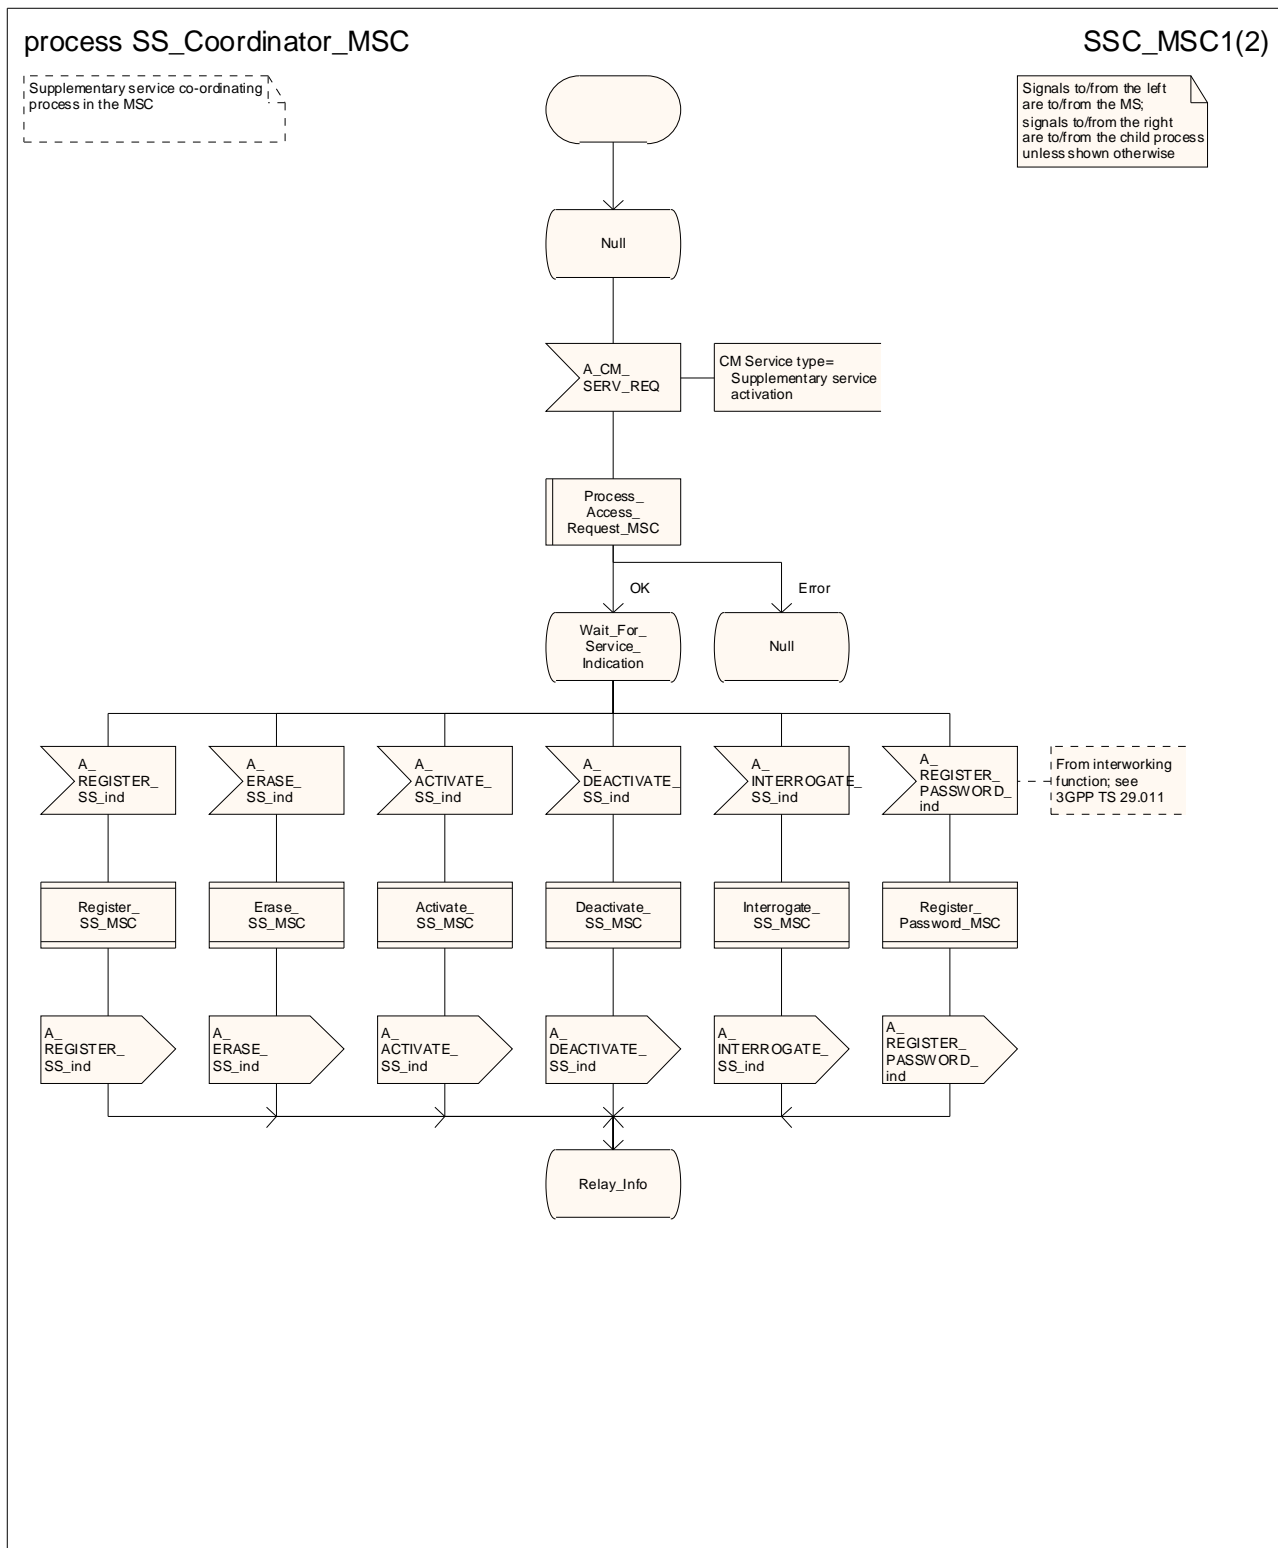 process SS_Coordinator_MSC
SSC_MSC1(2)
Supplementary service co-ordinating
process in the MSC
Signals to/from the left
are to/from the MS;
signals to/from the right
are to/from the child process
unless shown otherwise
Null
A_CM_
SERV_REQ
CM Service type=
Supplementary service
activation
Process_
Access_
Request_MSC
OK
Error
Wait_For_
Service_
Indication
Null
A_
REGISTER_
SS_ind
A_
ERASE_
SS_ind
A_
ACTIVATE_
SS_ind
A_
DEACTIVATE_
SS_ind
A_
INTERROGATE_
SS_ind
A_
REGISTER_
PASSWORD_
ind
From interworking
function; see
3GPP TS 29.011
Register_
SS_MSC
Erase_
SS_MSC
Activate_
SS_MSC
Deactivate_
SS_MSC
Interrogate_
SS_MSC
Register_
Password_MSC
A_
REGISTER_
SS_ind
A_
ERASE_
SS_ind
A_
ACTIVATE_
SS_ind
A_
DEACTIVATE_
SS_ind
A_
INTERROGATE_
SS_ind
A_
REGISTER_
PASSWORD_
ind
Relay_Info